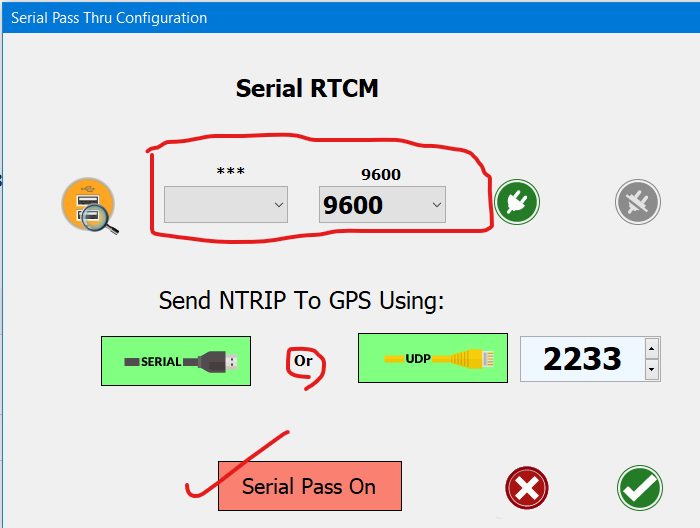 Serial Pass Thru Configuration
Serial RTCM
*** 9600
9600
Send NTRIP To GPS Using:
SERIAL Or UDP 2233
Serial Pass On